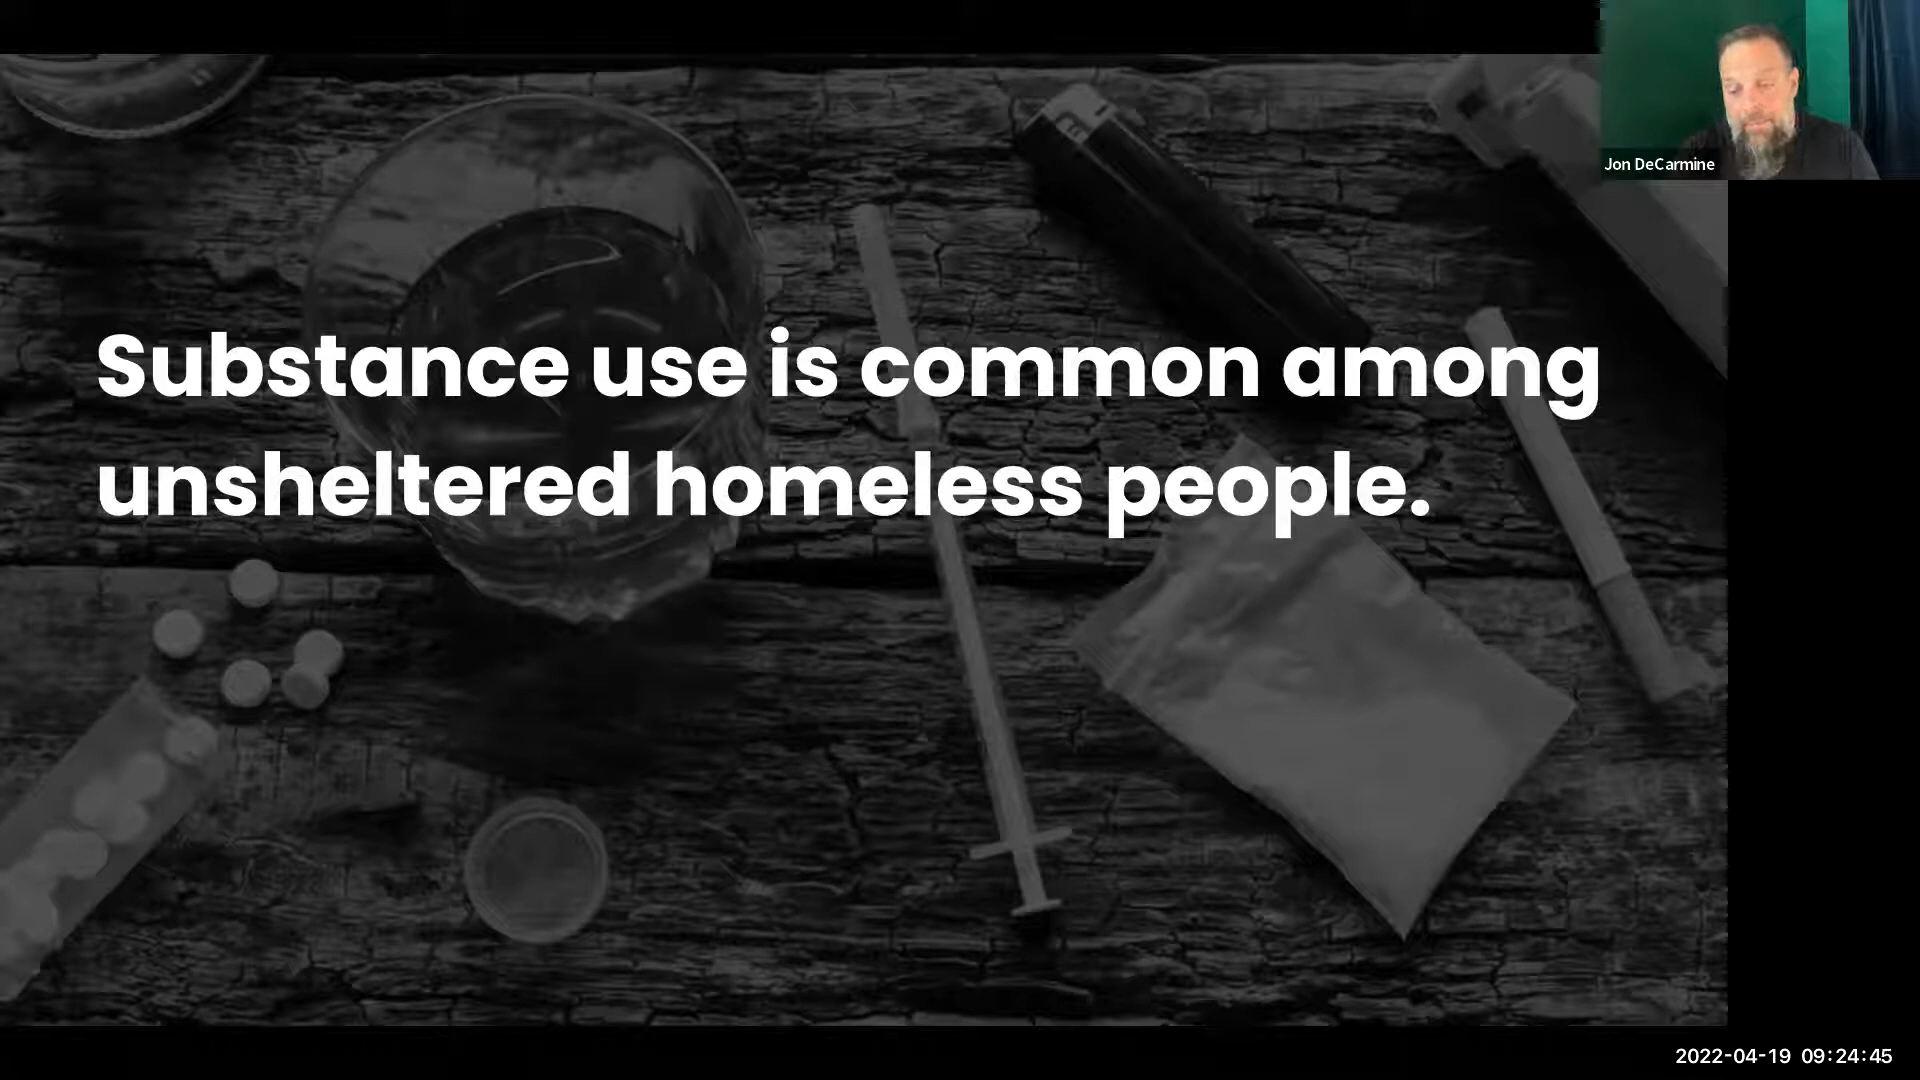 Jon DeCarmine
Substance use is common among
unsheltered homeless people.
2022-04-19 09:24:45